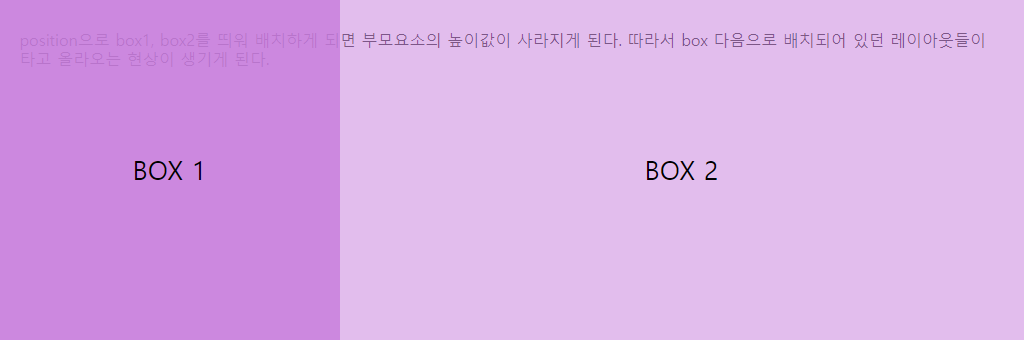 position으로 box1, box2를 띄워 배치하게 되면 부모요소의 높이값이 사라지게 된다. 따라서 box 다음으로 배치되어 있던 레이아웃들이
타고 올라오는 현상이 생기게 된다.
BOX 1
BOX 2